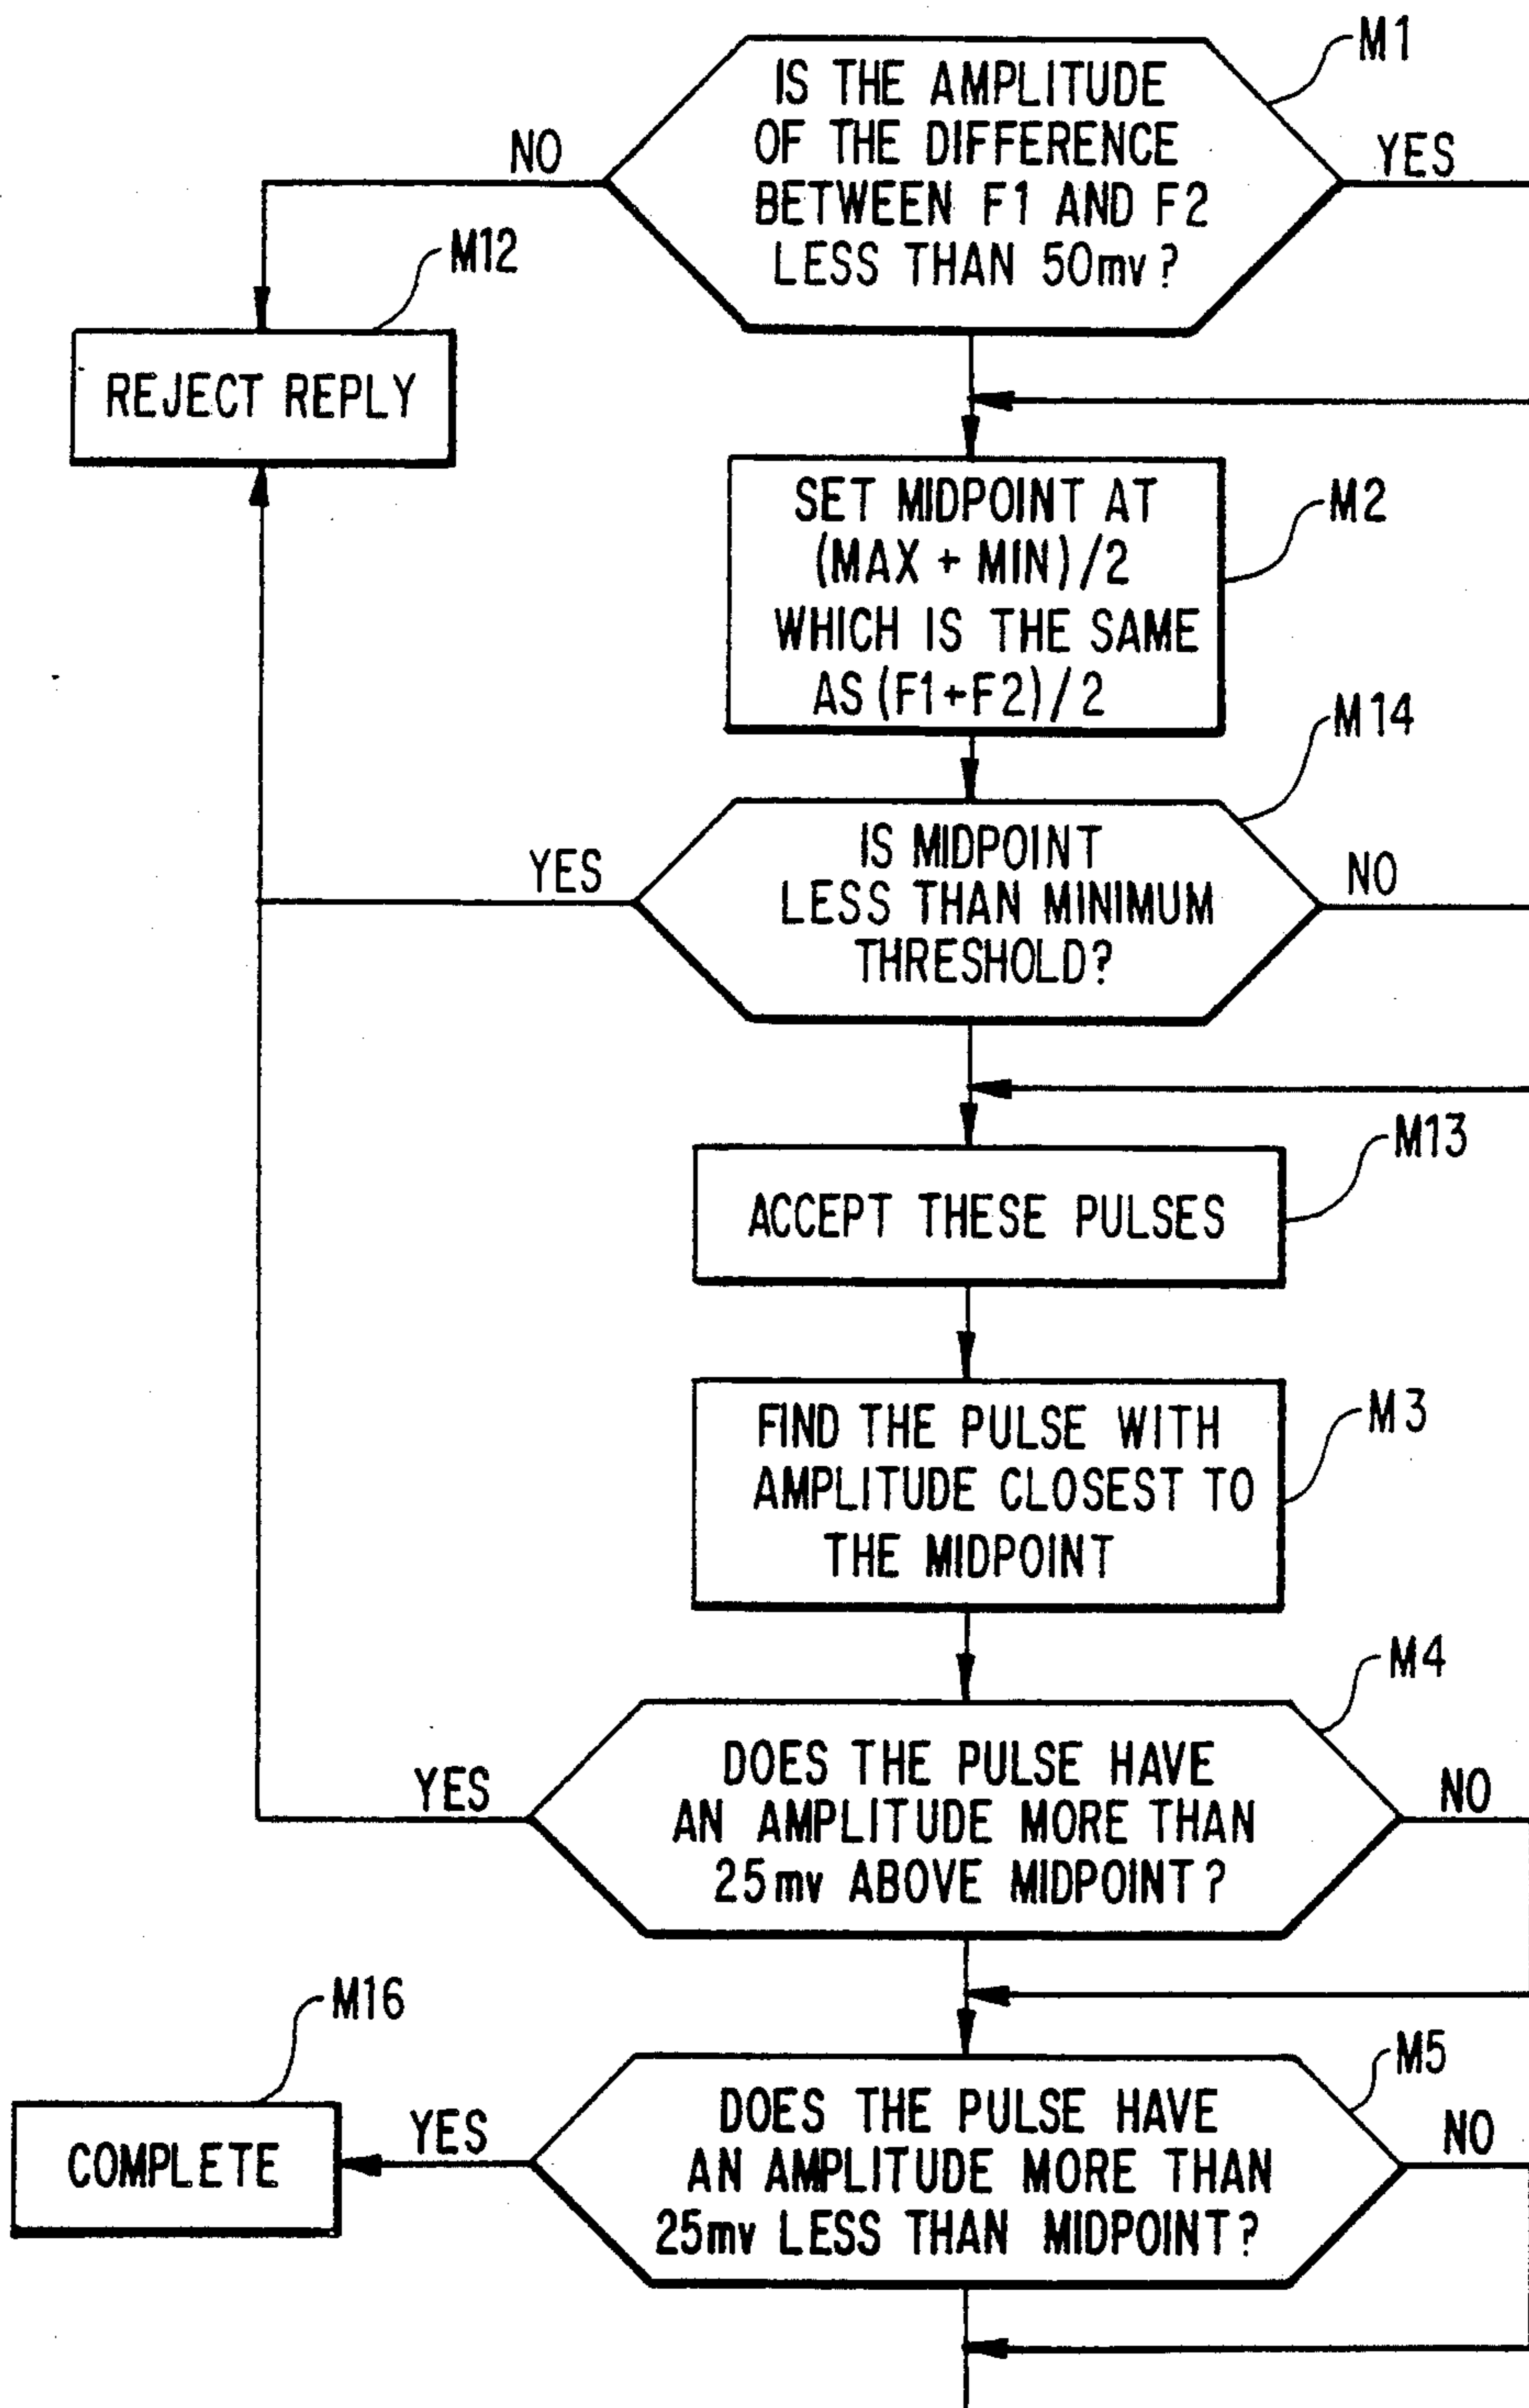 M1
IS THE AMPLITUDE
OF THE DIFFERENCE
BETWEEN F1 AND F2
LESS THAN 50mv?
NO
YES
M12
REJECT REPLY
SET MIDPOINT AT
(MAX + MIN)/2
WHICH IS THE SAME
AS (F1+F2)/2
M2
M14
IS MIDPOINT
LESS THAN MINIMUM
THRESHOLD?
YES
NO
M13
ACCEPT THESE PULSES
M3
FIND THE PULSE WITH
AMPLITUDE CLOSEST TO
THE MIDPOINT
M4
DOES THE PULSE HAVE
AN AMPLITUDE MORE THAN
25mv ABOVE MIDPOINT?
YES
NO
M16
COMPLETE
YES
M5
DOES THE PULSE HAVE
AN AMPLITUDE MORE THAN
25mv LESS THAN MIDPOINT?
NO